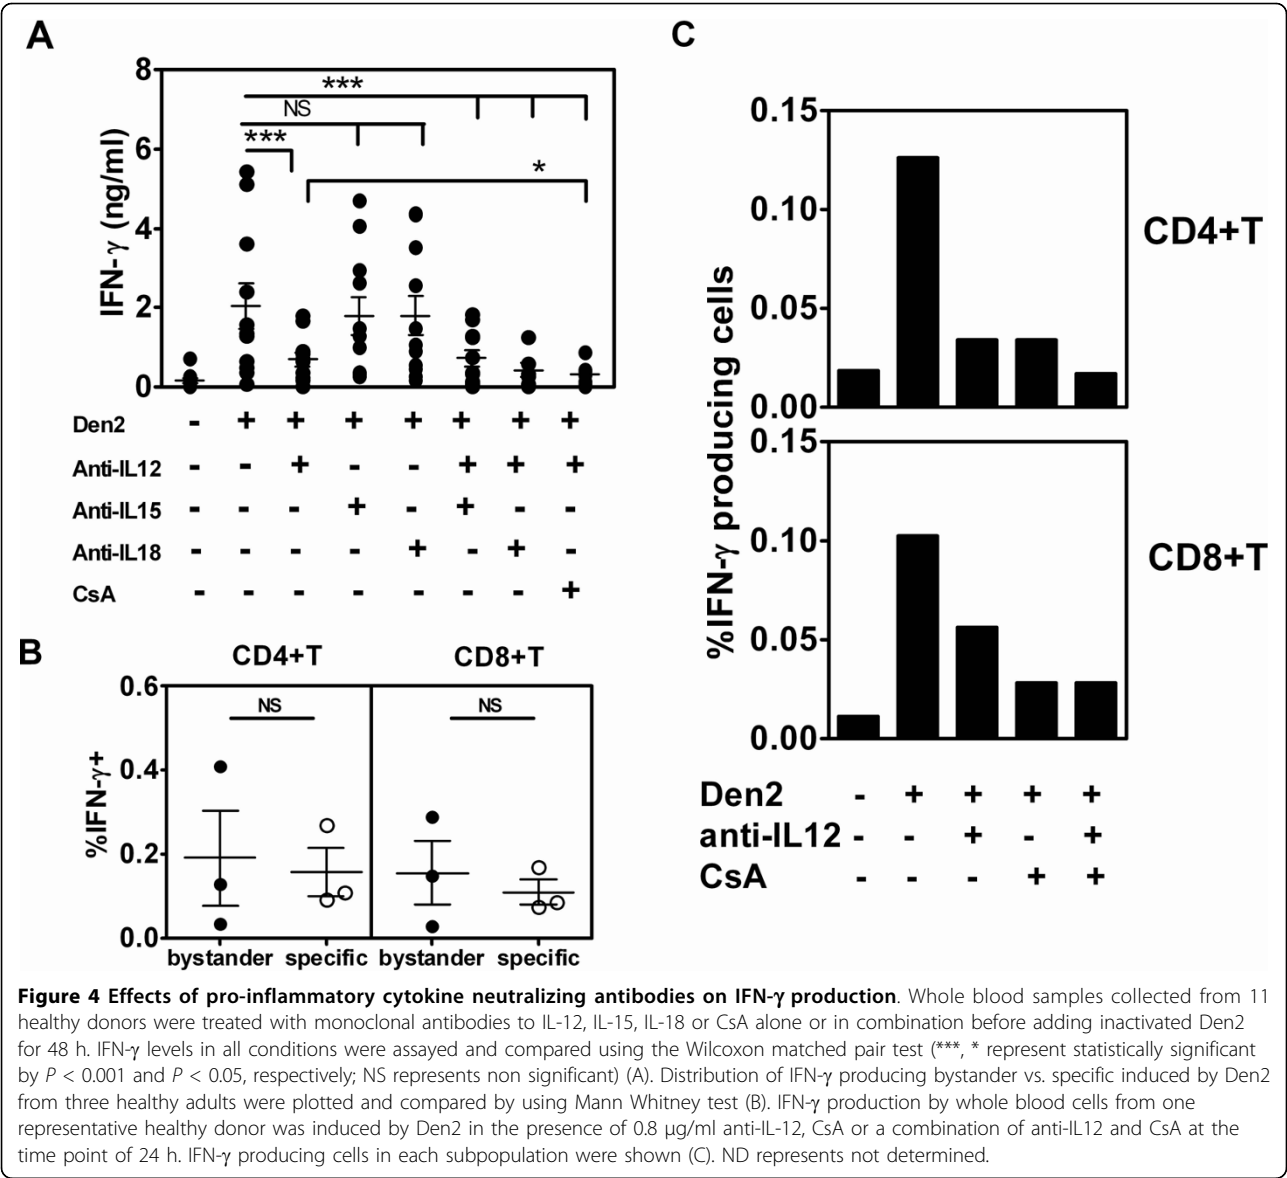 A
8
6
4
2
0
IFN-γ (ng/ml)
***
NS
***
*
Den2 - + + + + + + +
Anti-IL12 - - + - - + + +
Anti-IL15 - - - + - + - -
Anti-IL18 - - - - + - + -
CsA - - - - - - - +
B
CD4+T CD8+T
0.6
0.4
0.2
0.0
%IFN-γ+
NS NS
bystander specific bystander specific
C
0.15
0.10
0.05
0.00
CD4+T
%IFN-γ producing cells
0.15
0.10
0.05
0.00
CD8+T
Den2 - + + + +
anti-IL12 - - + - +
CsA - - - + +
Figure 4 Effects of pro-inflammatory cytokine neutralizing antibodies on IFN-γ production. Whole blood samples collected from 11
healthy donors were treated with monoclonal antibodies to IL-12, IL-15, IL-18 or CsA alone or in combination before adding inactivated Den2
for 48 h. IFN-γ levels in all conditions were assayed and compared using the Wilcoxon matched pair test (***, * represent statistically significant
by P < 0.001 and P < 0.05, respectively; NS represents non significant) (A). Distribution of IFN-γ producing bystander vs. specific induced by Den2
from three healthy adults were plotted and compared by using Mann Whitney test (B). IFN-γ production by whole blood cells from one
representative healthy donor was induced by Den2 in the presence of 0.8 μg/ml anti-IL-12, CsA or a combination of anti-IL12 and CsA at the
time point of 24 h. IFN-γ producing cells in each subpopulation were shown (C). ND represents not determined.